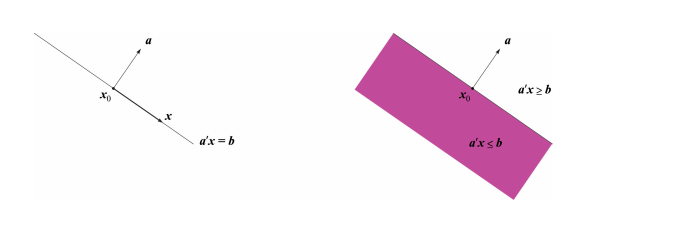 a
x₀
x
a′x = b
a
x₀
a′x ≥ b
a′x ≤ b